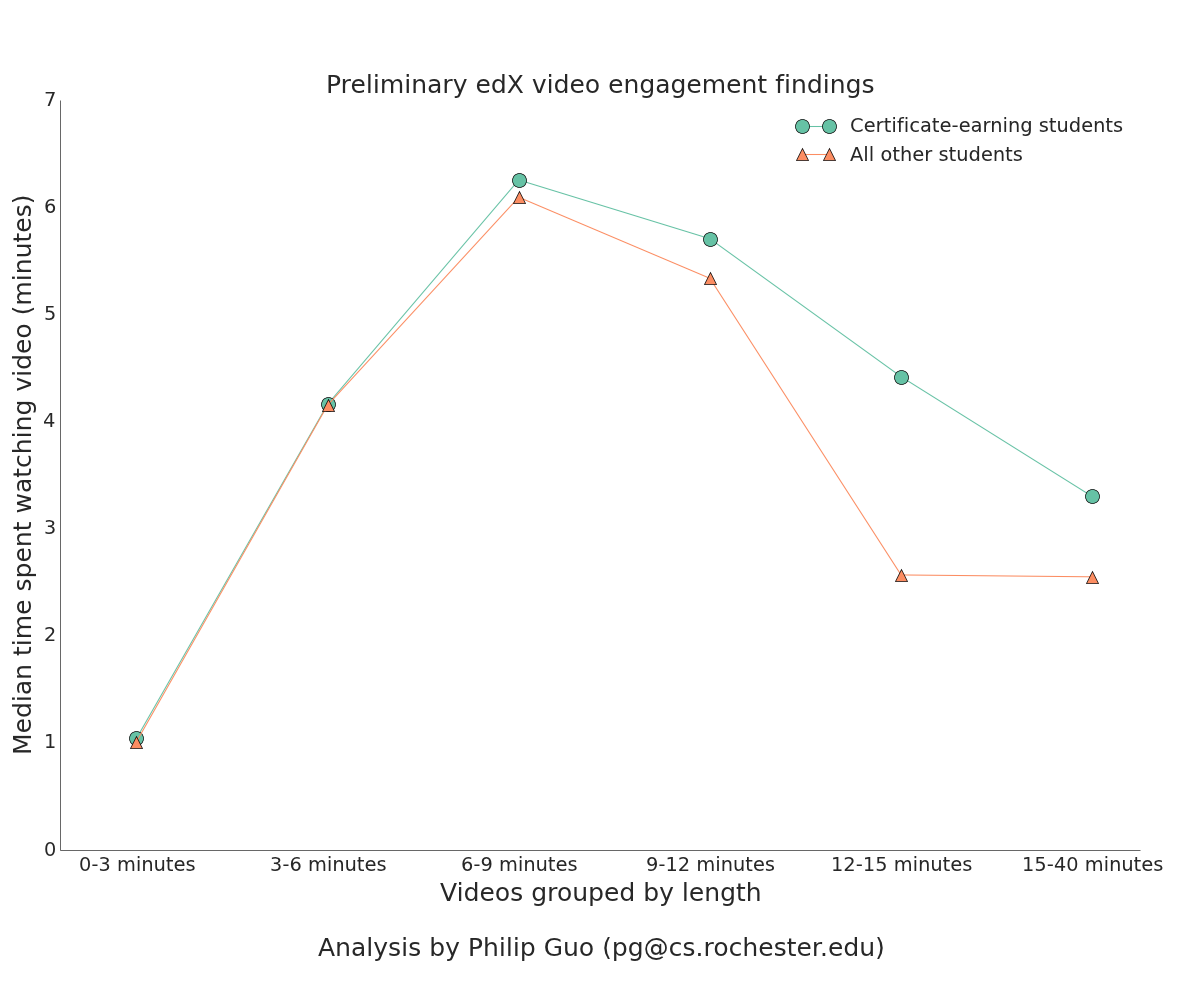 Preliminary edX video engagement findings
Certificate-earning students
All other students
Median time spent watching video (minutes)
7
6
5
4
3
2
1
0
0-3 minutes 3-6 minutes 6-9 minutes 9-12 minutes 12-15 minutes 15-40 minutes
Videos grouped by length
Analysis by Philip Guo (pg@cs.rochester.edu)